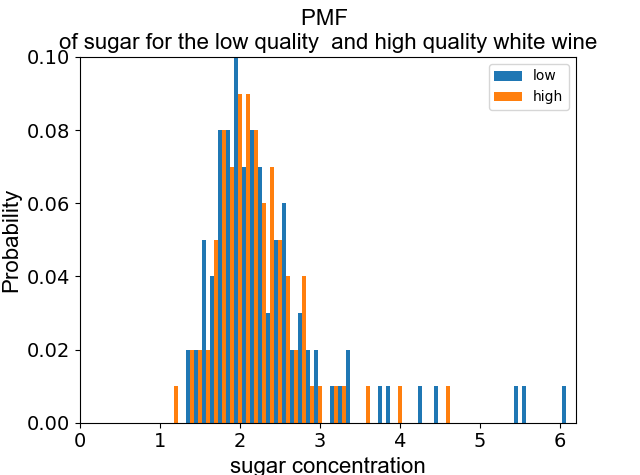 PMF
of sugar for the low quality  and high quality white wine
0.10
0.08
0.06
0.04
0.02
0.00
Probability
low
high
0 1 2 3 4 5 6
sugar concentration